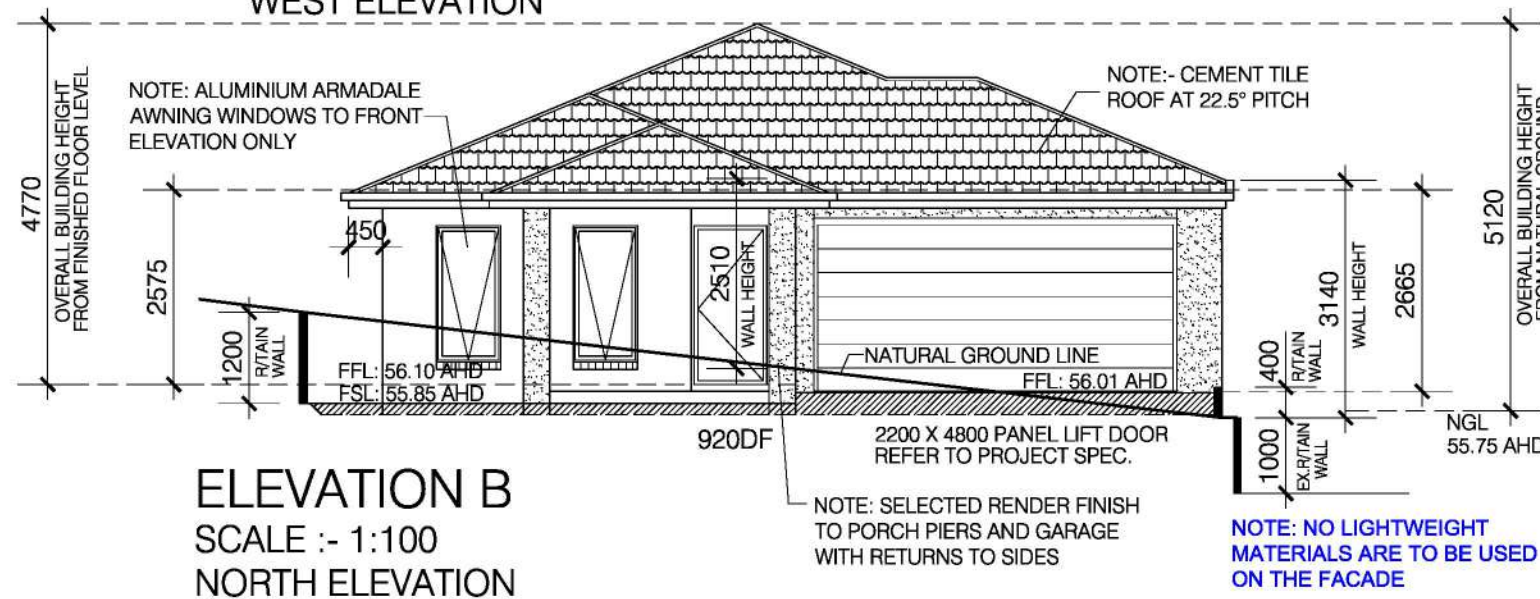 WEST ELEVATION
NOTE: ALUMINIUM ARMADALE
AWNING WINDOWS TO FRONT
ELEVATION ONLY
NOTE:- CEMENT TILE
ROOF AT 22.5° PITCH
4770
OVERALL BUILDING HEIGHT
FROM FINISHED FLOOR LEVEL
2575
450
1200
R/TAIN
WALL
FFL: 56.10 AHD
FSL: 55.85 AHD
2510
WALL HEIGHT
NATURAL GROUND LINE
FFL: 56.01 AHD
400
R/TAIN
WALL
3140
WALL HEIGHT
2665
5120
OVERALL BUILDING HEIGHT
FROM NATURAL GROUND
NGL
55.75 AHD
1000
EX.R/TAIN
WALL
920DF
2200 X 4800 PANEL LIFT DOOR
REFER TO PROJECT SPEC.
NOTE: SELECTED RENDER FINISH
TO PORCH PIERS AND GARAGE
WITH RETURNS TO SIDES
NOTE: NO LIGHTWEIGHT
MATERIALS ARE TO BE USED
ON THE FACADE
ELEVATION B
SCALE :- 1:100
NORTH ELEVATION